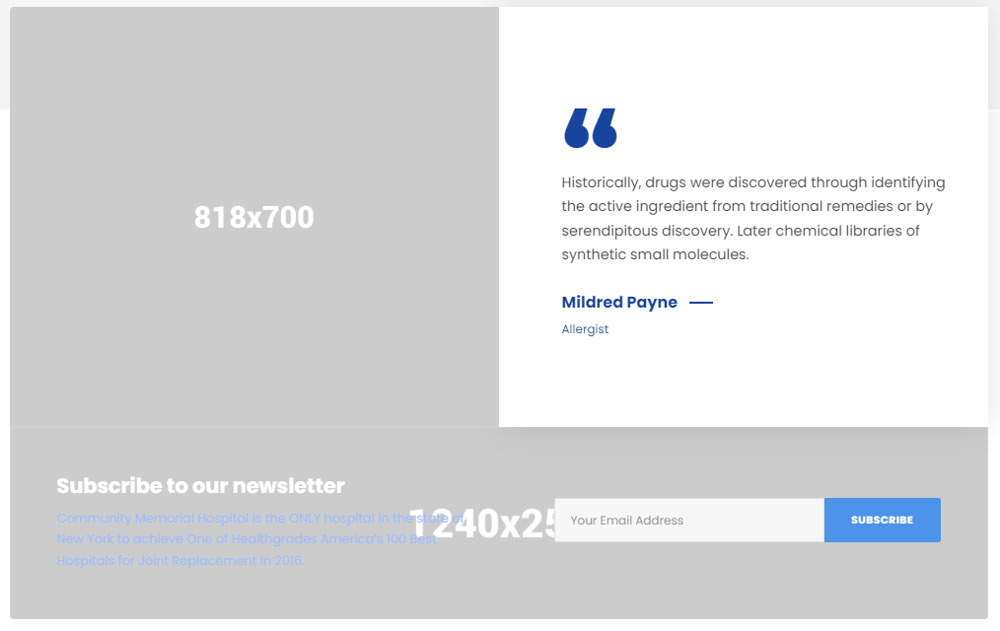 818x700
“
Historically, drugs were discovered through identifying
the active ingredient from traditional remedies or by
serendipitous discovery. Later chemical libraries of
synthetic small molecules.
Mildred Payne
Allergist
Subscribe to our newsletter
Community Memorial Hospital is the ONLY hospital in the state of
New York to achieve One of Healthgrades America's 100 Best
Hospitals for Joint Replacement in 2016.
1240x25
Your Email Address
SUBSCRIBE